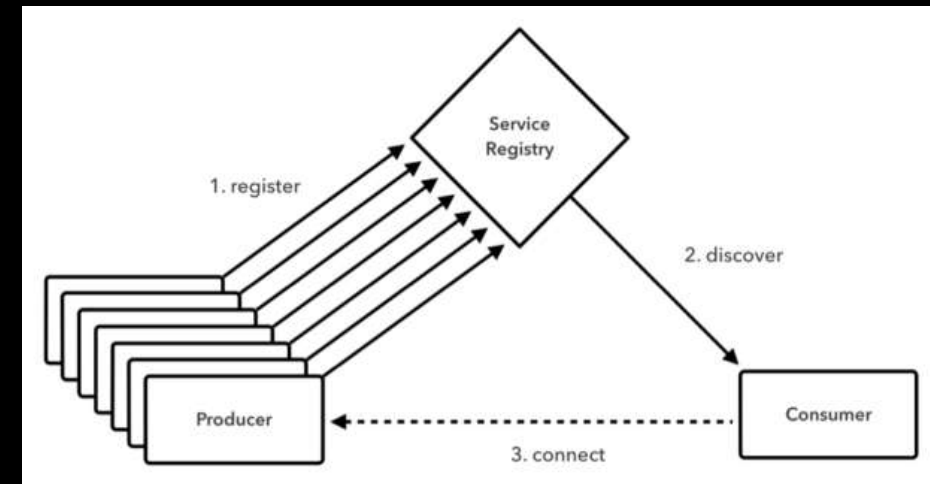 Service
Registry
1. register
2. discover
Producer
Consumer
3. connect